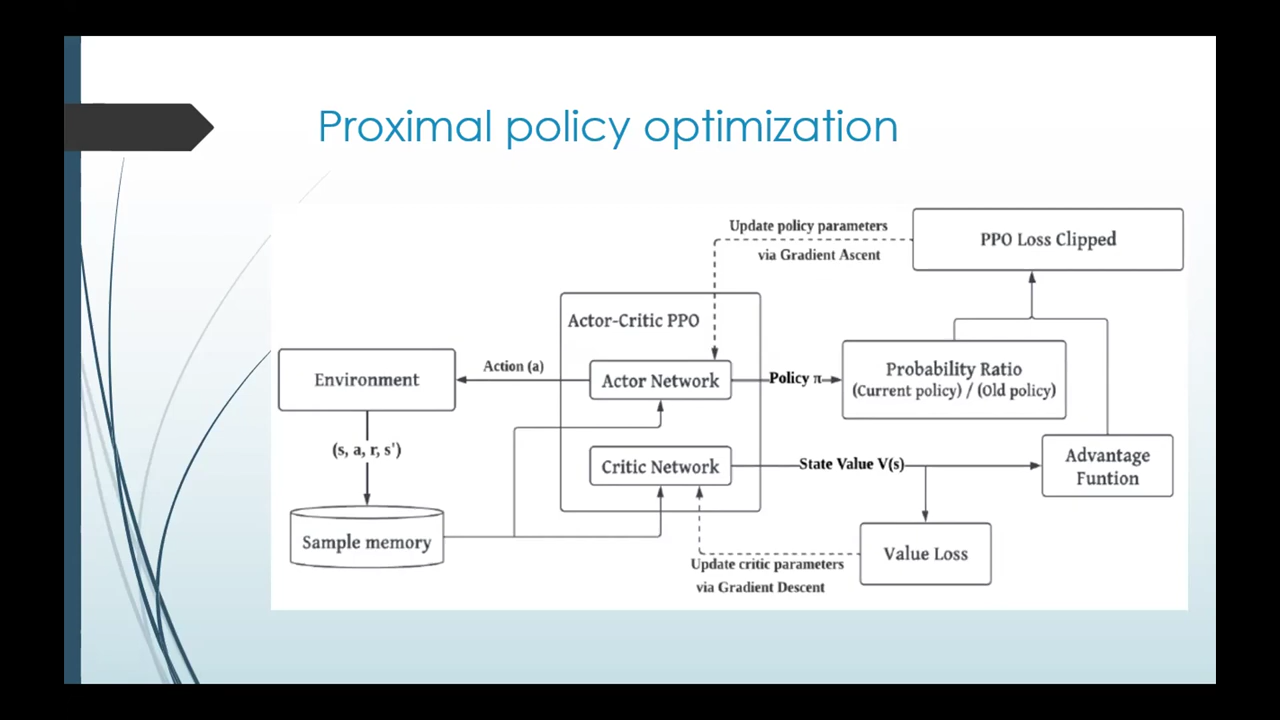 Proximal policy optimization
Update policy parameters
via Gradient Ascent
PPO Loss Clipped
Actor-Critic PPO
Environment
Action (a)
Actor Network
Policy π
Probability Ratio
(Current policy) / (Old policy)
(s, a, r, s')
Critic Network
State Value V(s)
Advantage
Funtion
Sample memory
Value Loss
Update critic parameters
via Gradient Descent